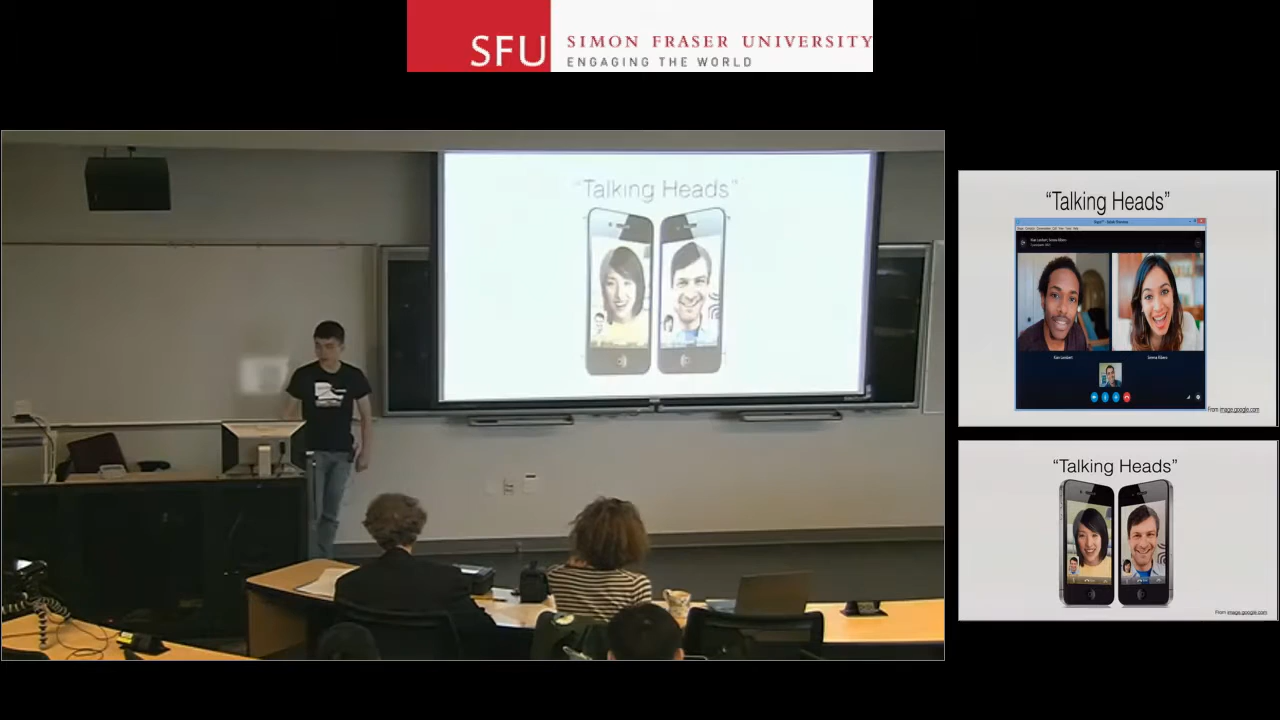 SFU SIMON FRASER UNIVERSITY
ENGAGING THE WORLD
"Talking Heads"
"Talking Heads"
From image.google.com
"Talking Heads"
From image.google.com